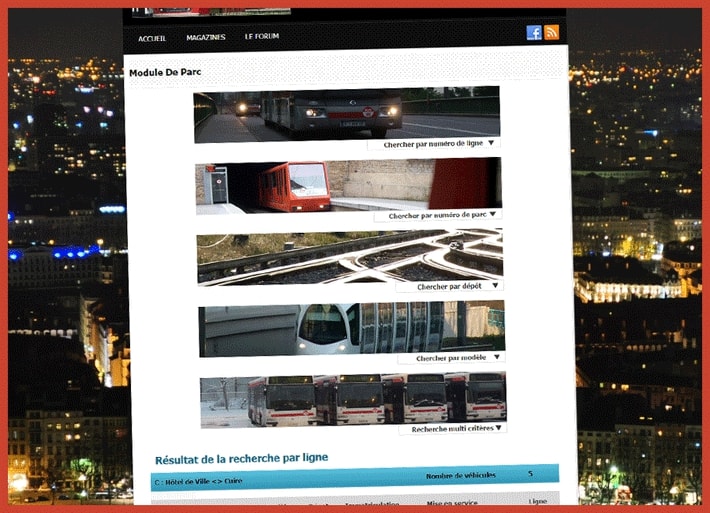 ACCUEIL MAGAZINES LE FORUM
Module De Parc
Chercher par numéro de ligne ▼
Chercher par numéro de parc ▼
Chercher par dépôt ▼
Chercher par modèle ▼
Recherche multi critères ▼
Résultat de la recherche par ligne
C : Hôtel de Ville <> Cuire Nombre de véhicules 5
Immatriculation Mise en service Ligne